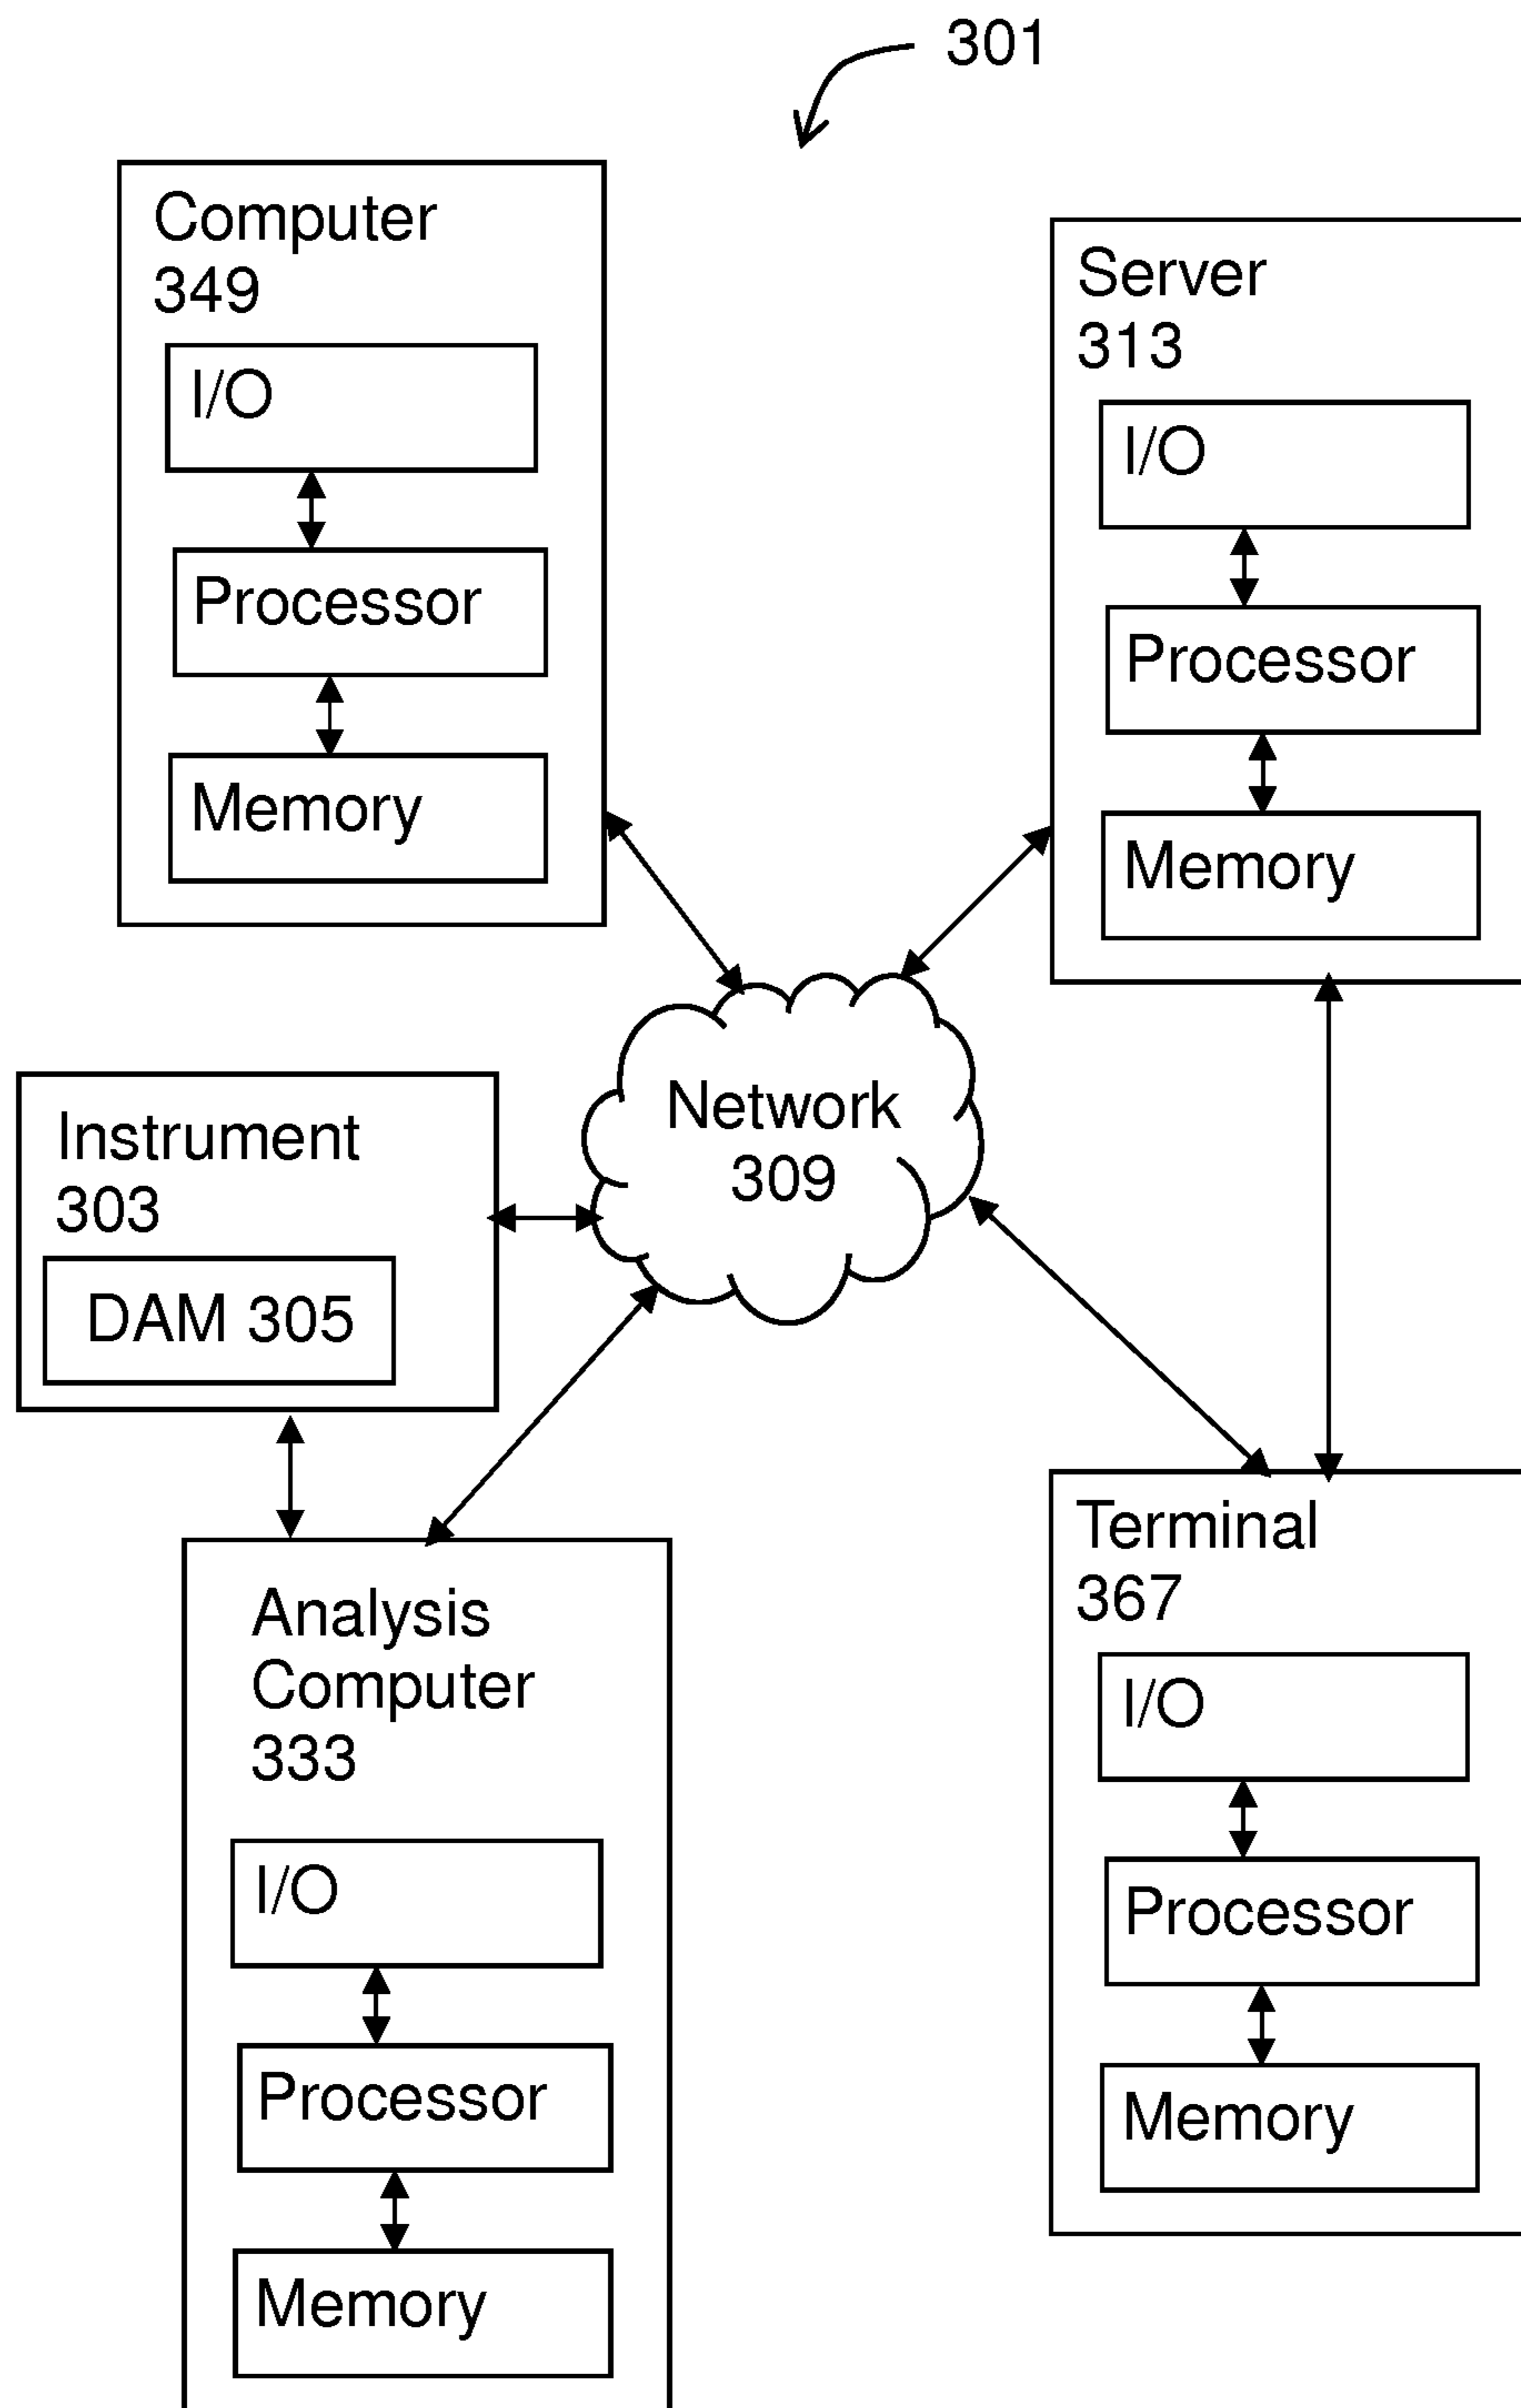 301
Computer
349
I/O
Processor
Memory
Server
313
I/O
Processor
Memory
Network
309
Instrument
303
DAM 305
Analysis
Computer
333
I/O
Processor
Memory
Terminal
367
I/O
Processor
Memory